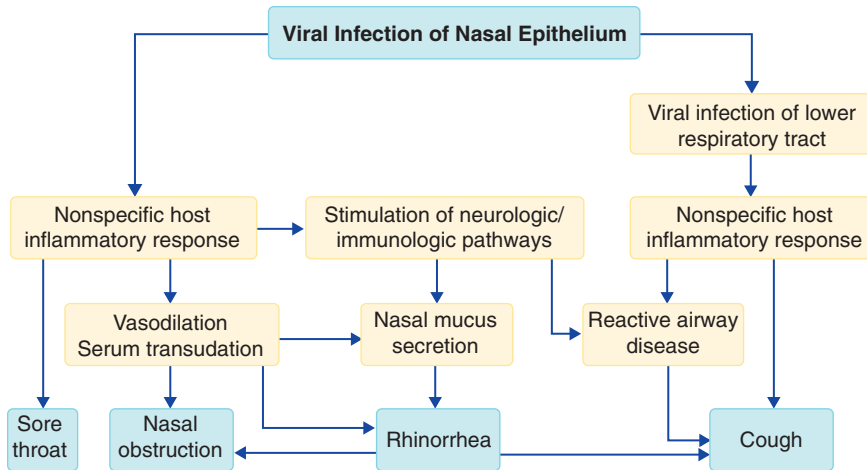 Viral Infection of Nasal Epithelium
Viral infection of lower
respiratory tract
Nonspecific host
inflammatory response
Stimulation of neurologic/
immunologic pathways
Nonspecific host
inflammatory response
Vasodilation
Serum transudation
Nasal mucus
secretion
Reactive airway
disease
Sore
throat
Nasal
obstruction
Rhinorrhea
Cough